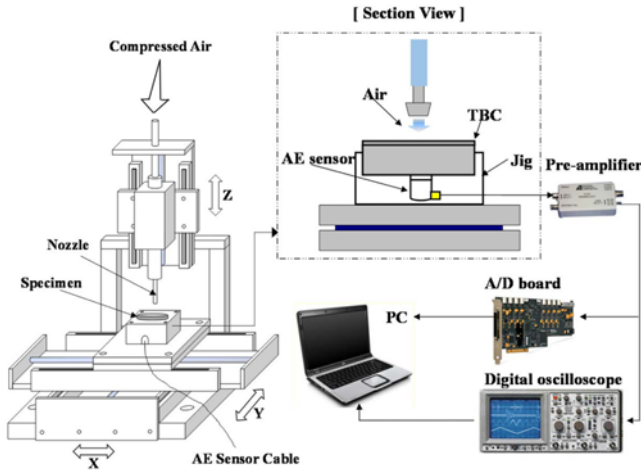 [ Section View ]
Compressed Air
Air
TBC
AE sensor
Jig
Pre-amplifier
Z
Nozzle
Specimen
A/D board
PC
Digital oscilloscope
Y
X
AE Sensor Cable